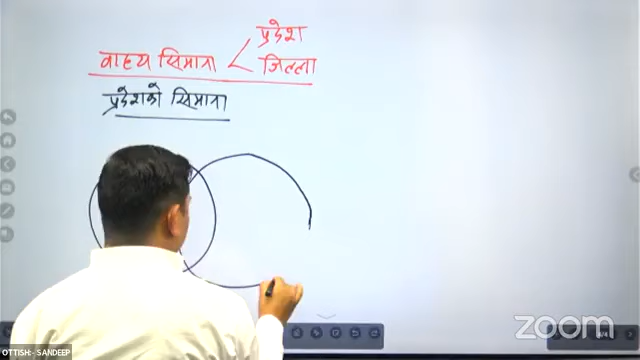 प्रदेश
वाह्य सिमाना <
जिल्ला
प्रदेशको सिमाना
zoom
OTTISH:- SANDEEP